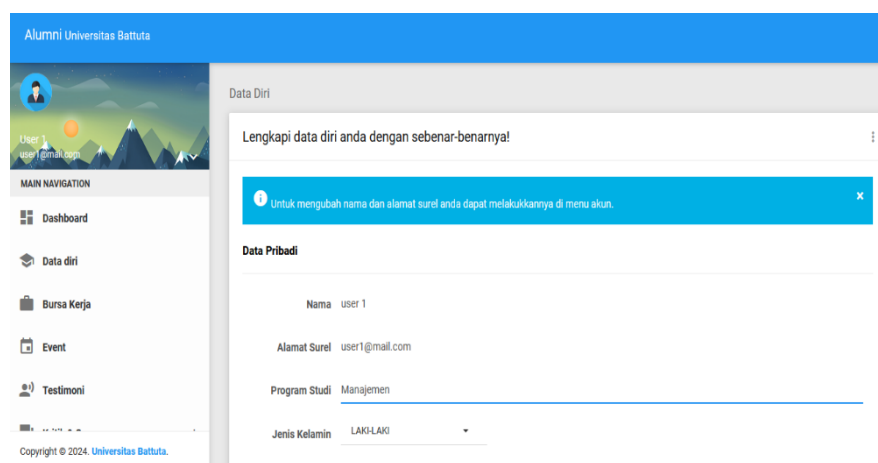 Alumni Universitas Battuta
User 1
user1@mail.com
MAIN NAVIGATION
Dashboard
Data diri
Bursa Kerja
Event
Testimoni
Copyright © 2024. Universitas Battuta.
Data Diri
Lengkapi data diri anda dengan sebenar-benarnya!
Untuk mengubah nama dan alamat surel anda dapat melakukkannya di menu akun.
x
Data Pribadi
Nama user 1
Alamat Surel user1@mail.com
Program Studi Manajemen
Jenis Kelamin LAKI-LAKI